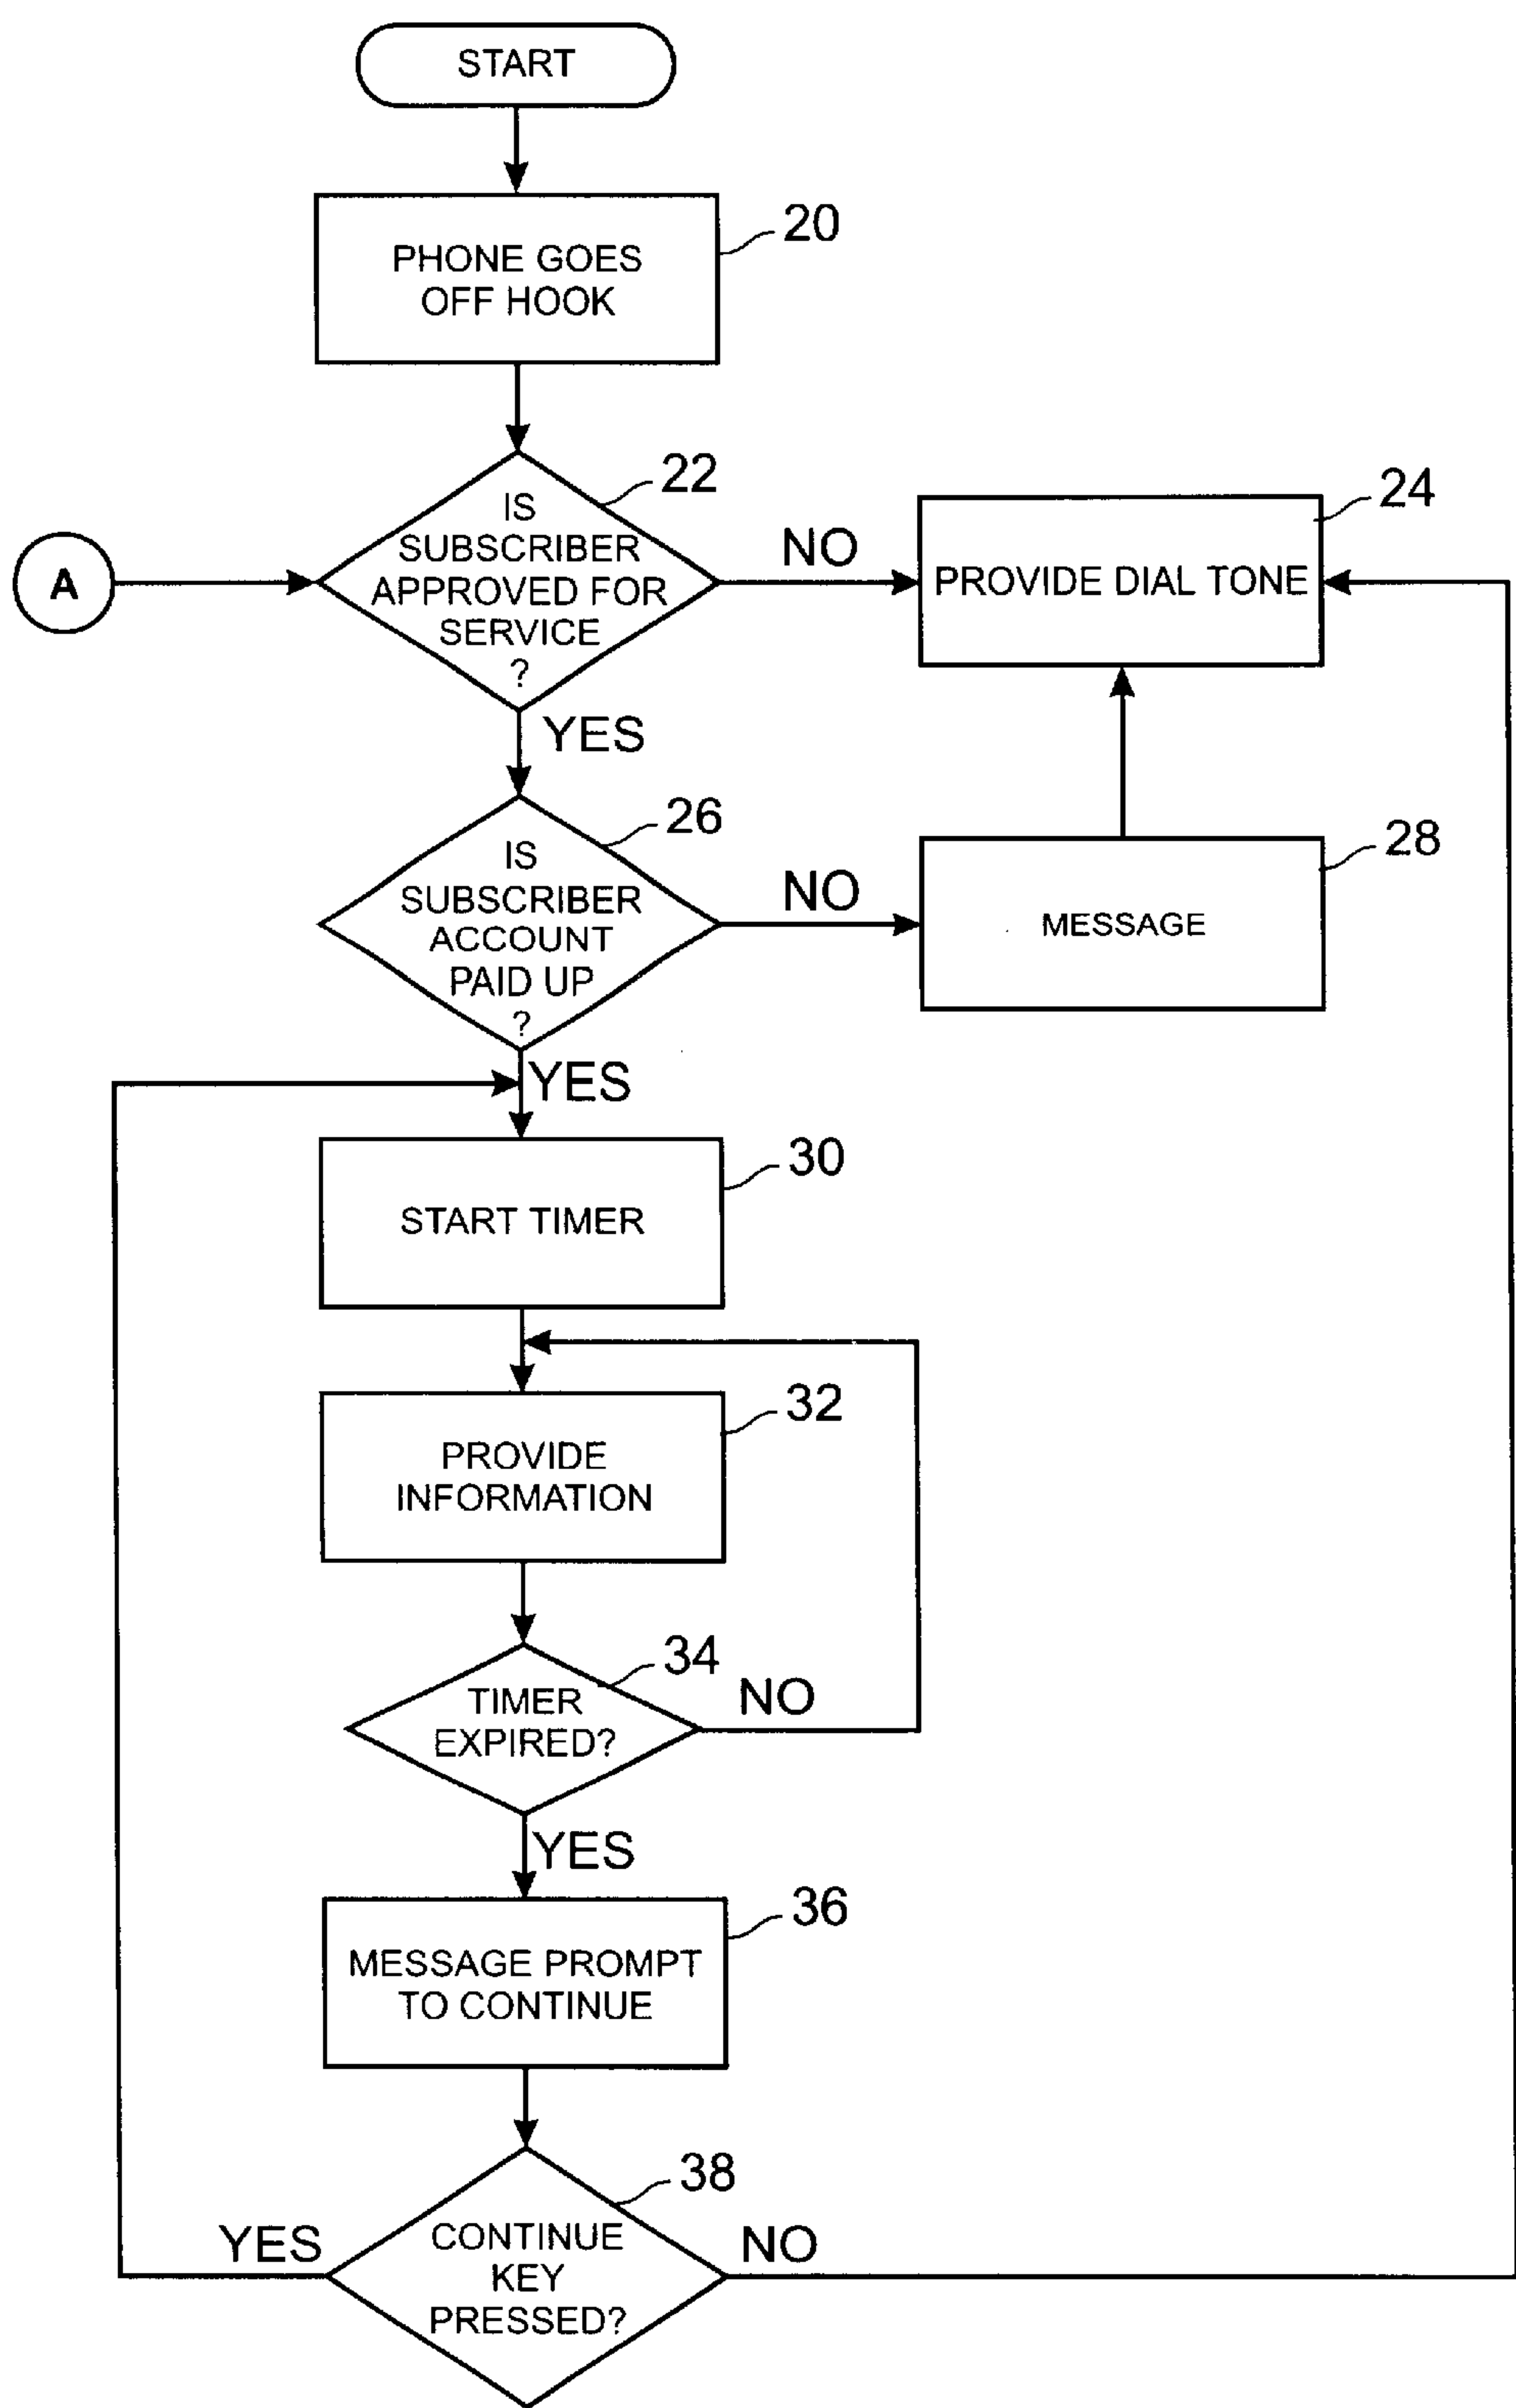 START
20
PHONE GOES
OFF HOOK
22
IS
SUBSCRIBER
APPROVED FOR
SERVICE
?
NO
24
PROVIDE DIAL TONE
A
YES
26
IS
SUBSCRIBER
ACCOUNT
PAID UP
?
NO
28
MESSAGE
YES
30
START TIMER
32
PROVIDE
INFORMATION
34
TIMER
EXPIRED?
NO
YES
36
MESSAGE PROMPT
TO CONTINUE
38
CONTINUE
KEY
PRESSED?
YES
NO